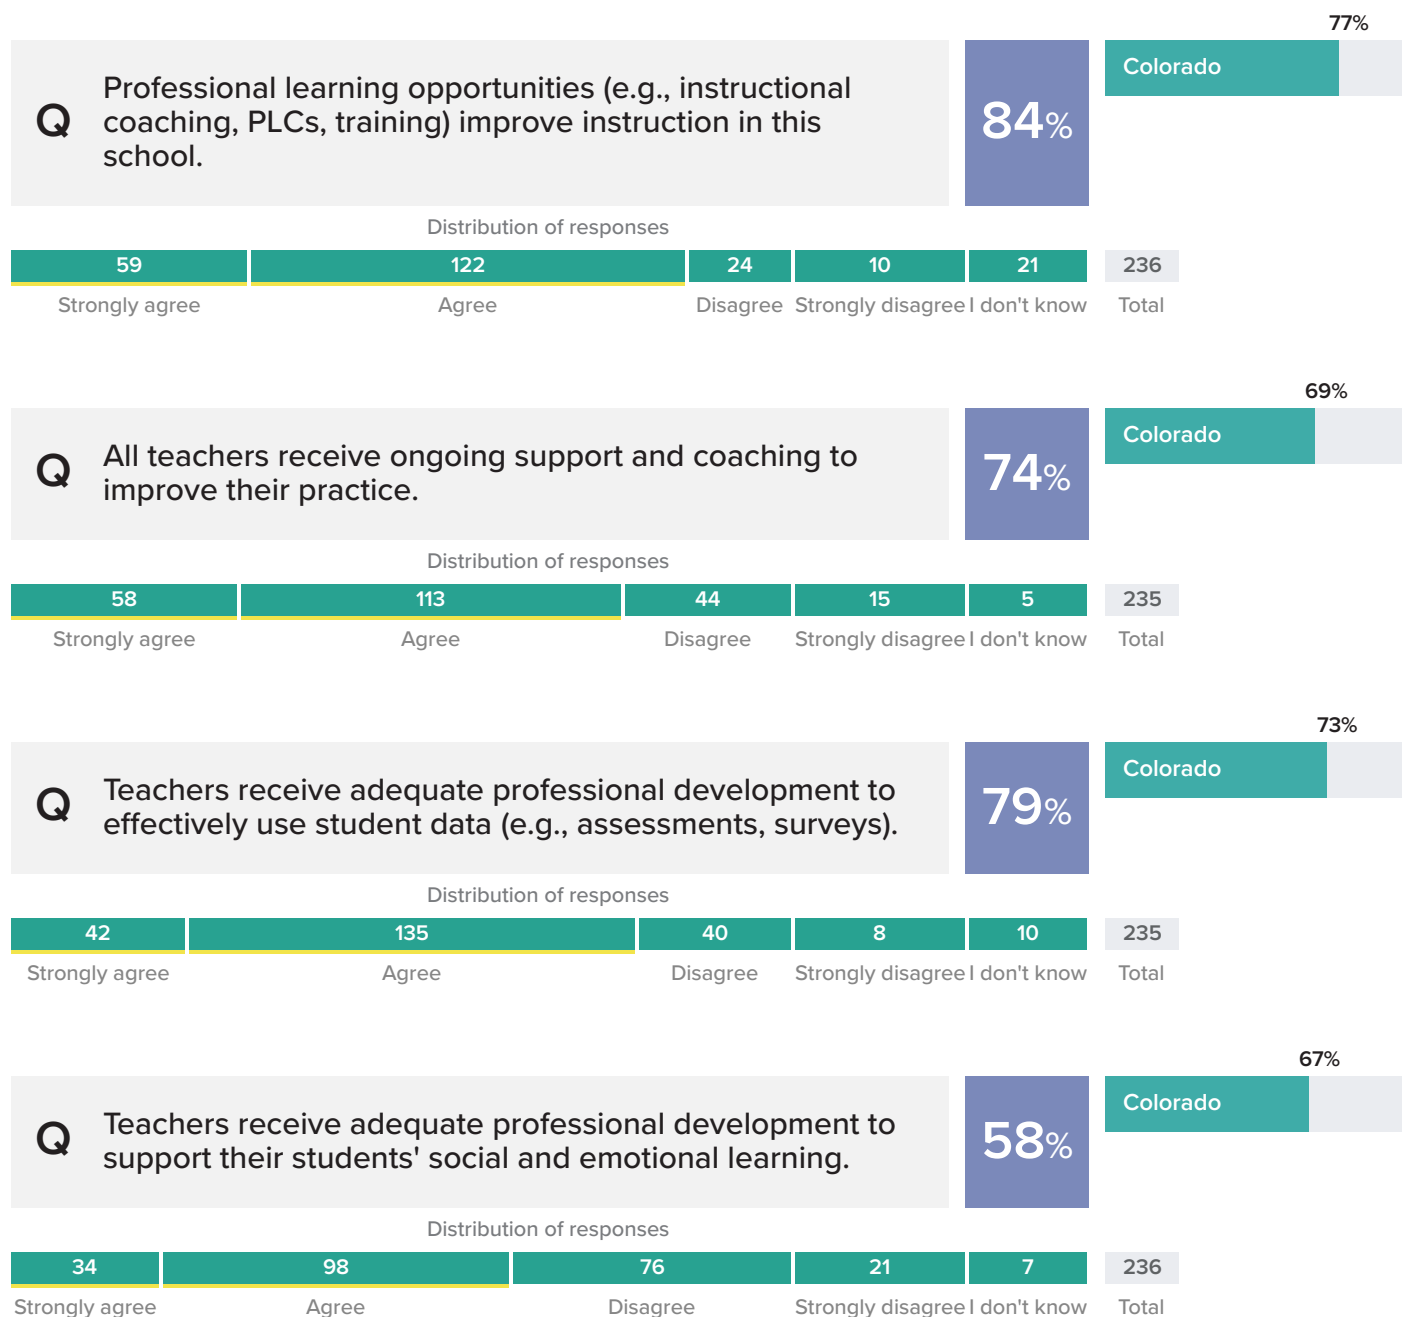 77%
Q
Professional learning opportunities (e.g., instructional
coaching, PLCs, training) improve instruction in this
school.
84%
Colorado
Distribution of responses
59 122 24 10 21 236
Strongly agree Agree Disagree Strongly disagree I don't know Total
69%
Q
All teachers receive ongoing support and coaching to
improve their practice.
74%
Colorado
Distribution of responses
58 113 44 15 5 235
Strongly agree Agree Disagree Strongly disagree I don't know Total
73%
Q
Teachers receive adequate professional development to
effectively use student data (e.g., assessments, surveys).
79%
Colorado
Distribution of responses
42 135 40 8 10 235
Strongly agree Agree Disagree Strongly disagree I don't know Total
67%
Q
Teachers receive adequate professional development to
support their students' social and emotional learning.
58%
Colorado
Distribution of responses
34 98 76 21 7 236
Strongly agree Agree Disagree Strongly disagree I don't know Total